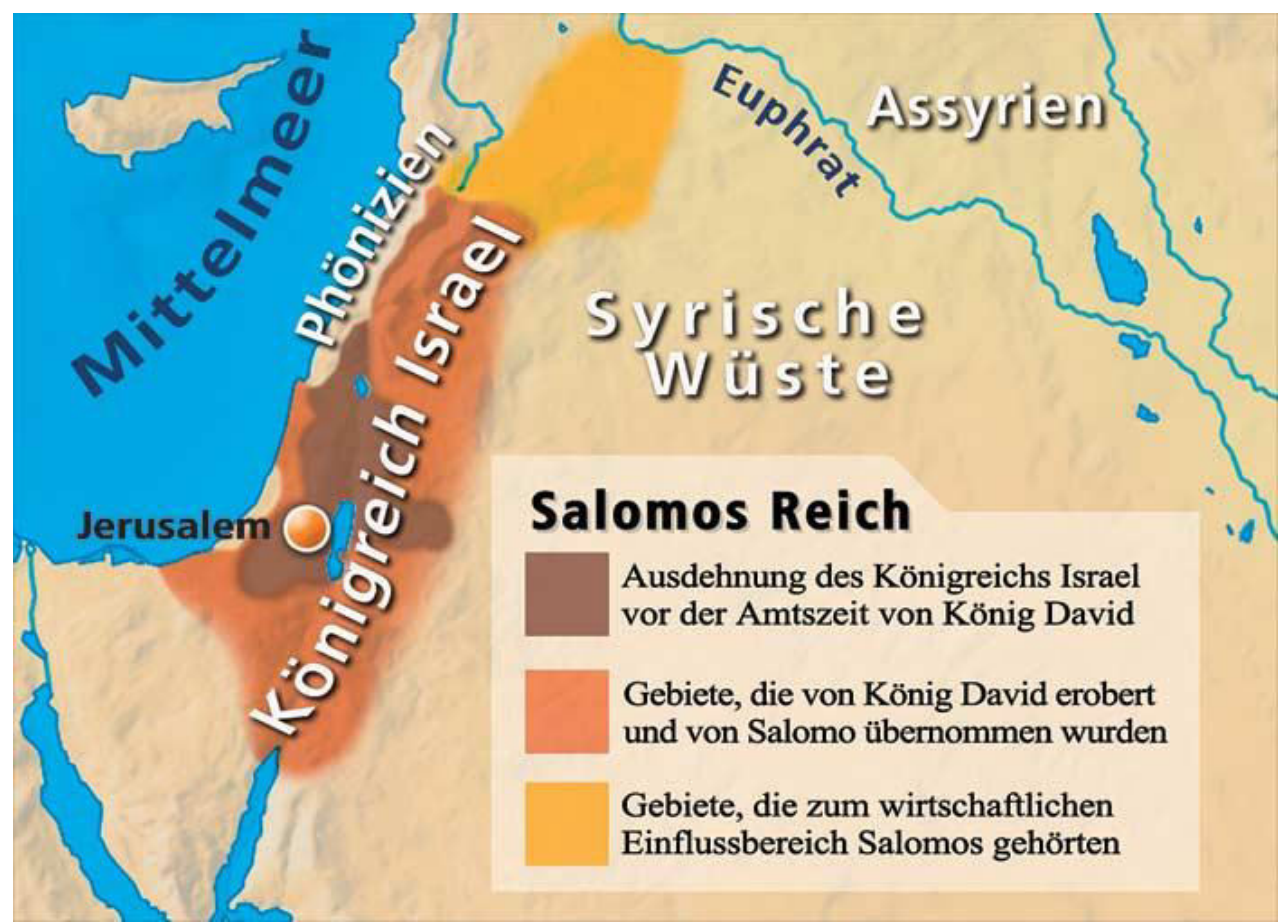 Mittelmeer
Phönizien
Königreich Israel
Euphrat
Assyrien
Syrische
Wüste
Jerusalem
Salomos Reich
Ausdehnung des Königreichs Israel
vor der Amtszeit von König David
Gebiete, die von König David erobert
und von Salomo übernommen wurden
Gebiete, die zum wirtschaftlichen
Einflussbereich Salomos gehörten